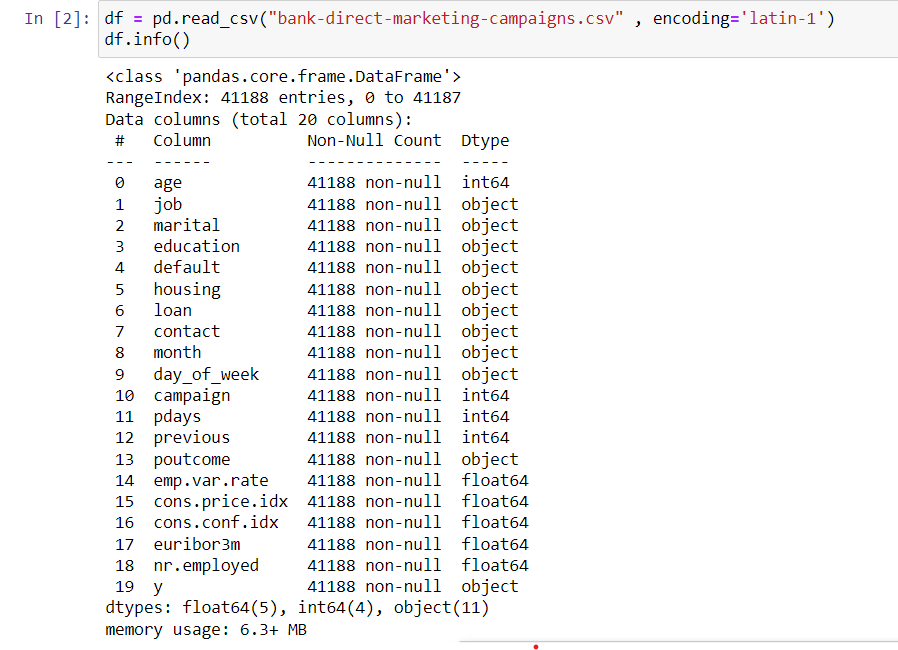 In [2]: df = pd.read_csv("bank-direct-marketing-campaigns.csv" , encoding='latin-1')
df.info()
<class 'pandas.core.frame.DataFrame'>
RangeIndex: 41188 entries, 0 to 41187
Data columns (total 20 columns):
 #   Column          Non-Null Count  Dtype
---  ------          --------------  -----
 0   age             41188 non-null  int64
 1   job             41188 non-null  object
 2   marital         41188 non-null  object
 3   education       41188 non-null  object
 4   default         41188 non-null  object
 5   housing         41188 non-null  object
 6   loan            41188 non-null  object
 7   contact         41188 non-null  object
 8   month           41188 non-null  object
 9   day_of_week     41188 non-null  object
 10  campaign        41188 non-null  int64
 11  pdays           41188 non-null  int64
 12  previous        41188 non-null  int64
 13  poutcome        41188 non-null  object
 14  emp.var.rate    41188 non-null  float64
 15  cons.price.idx  41188 non-null  float64
 16  cons.conf.idx   41188 non-null  float64
 17  euribor3m       41188 non-null  float64
 18  nr.employed     41188 non-null  float64
 19  y               41188 non-null  object
dtypes: float64(5), int64(4), object(11)
memory usage: 6.3+ MB